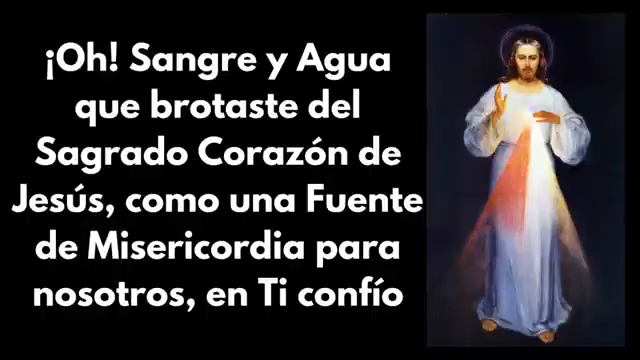 ¡Oh! Sangre y Agua
que brotaste del
Sagrado Corazón de
Jesús, como una Fuente
de Misericordia para
nosotros, en Ti confío